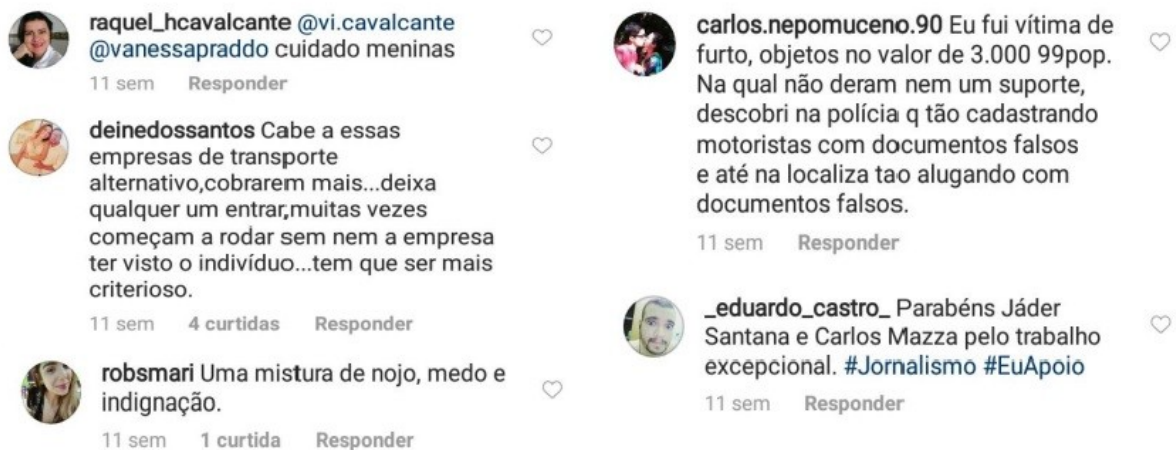 raquel_hcavalcante @vi.cavalcante
@vanessapraddo cuidado meninas
11 sem Responder
deinedossantos Cabe a essas
empresas de transporte
alternativo,cobrarem mais...deixa
qualquer um entrar,muitas vezes
começam a rodar sem nem a empresa
ter visto o indivíduo...tem que ser mais
criterioso.
11 sem 4 curtidas Responder
robsmari Uma mistura de nojo, medo e
indignação.
11 sem 1 curtida Responder
carlos.nepomuceno.90 Eu fui vítima de
furto, objetos no valor de 3.000 99pop.
Na qual não deram nem um suporte,
descobri na polícia q tão cadastrando
motoristas com documentos falsos
e até na localiza tao alugando com
documentos falsos.
11 sem Responder
_eduardo_castro_ Parabéns Jáder
Santana e Carlos Mazza pelo trabalho
excepcional. #Jornalismo #EuApoio
11 sem Responder